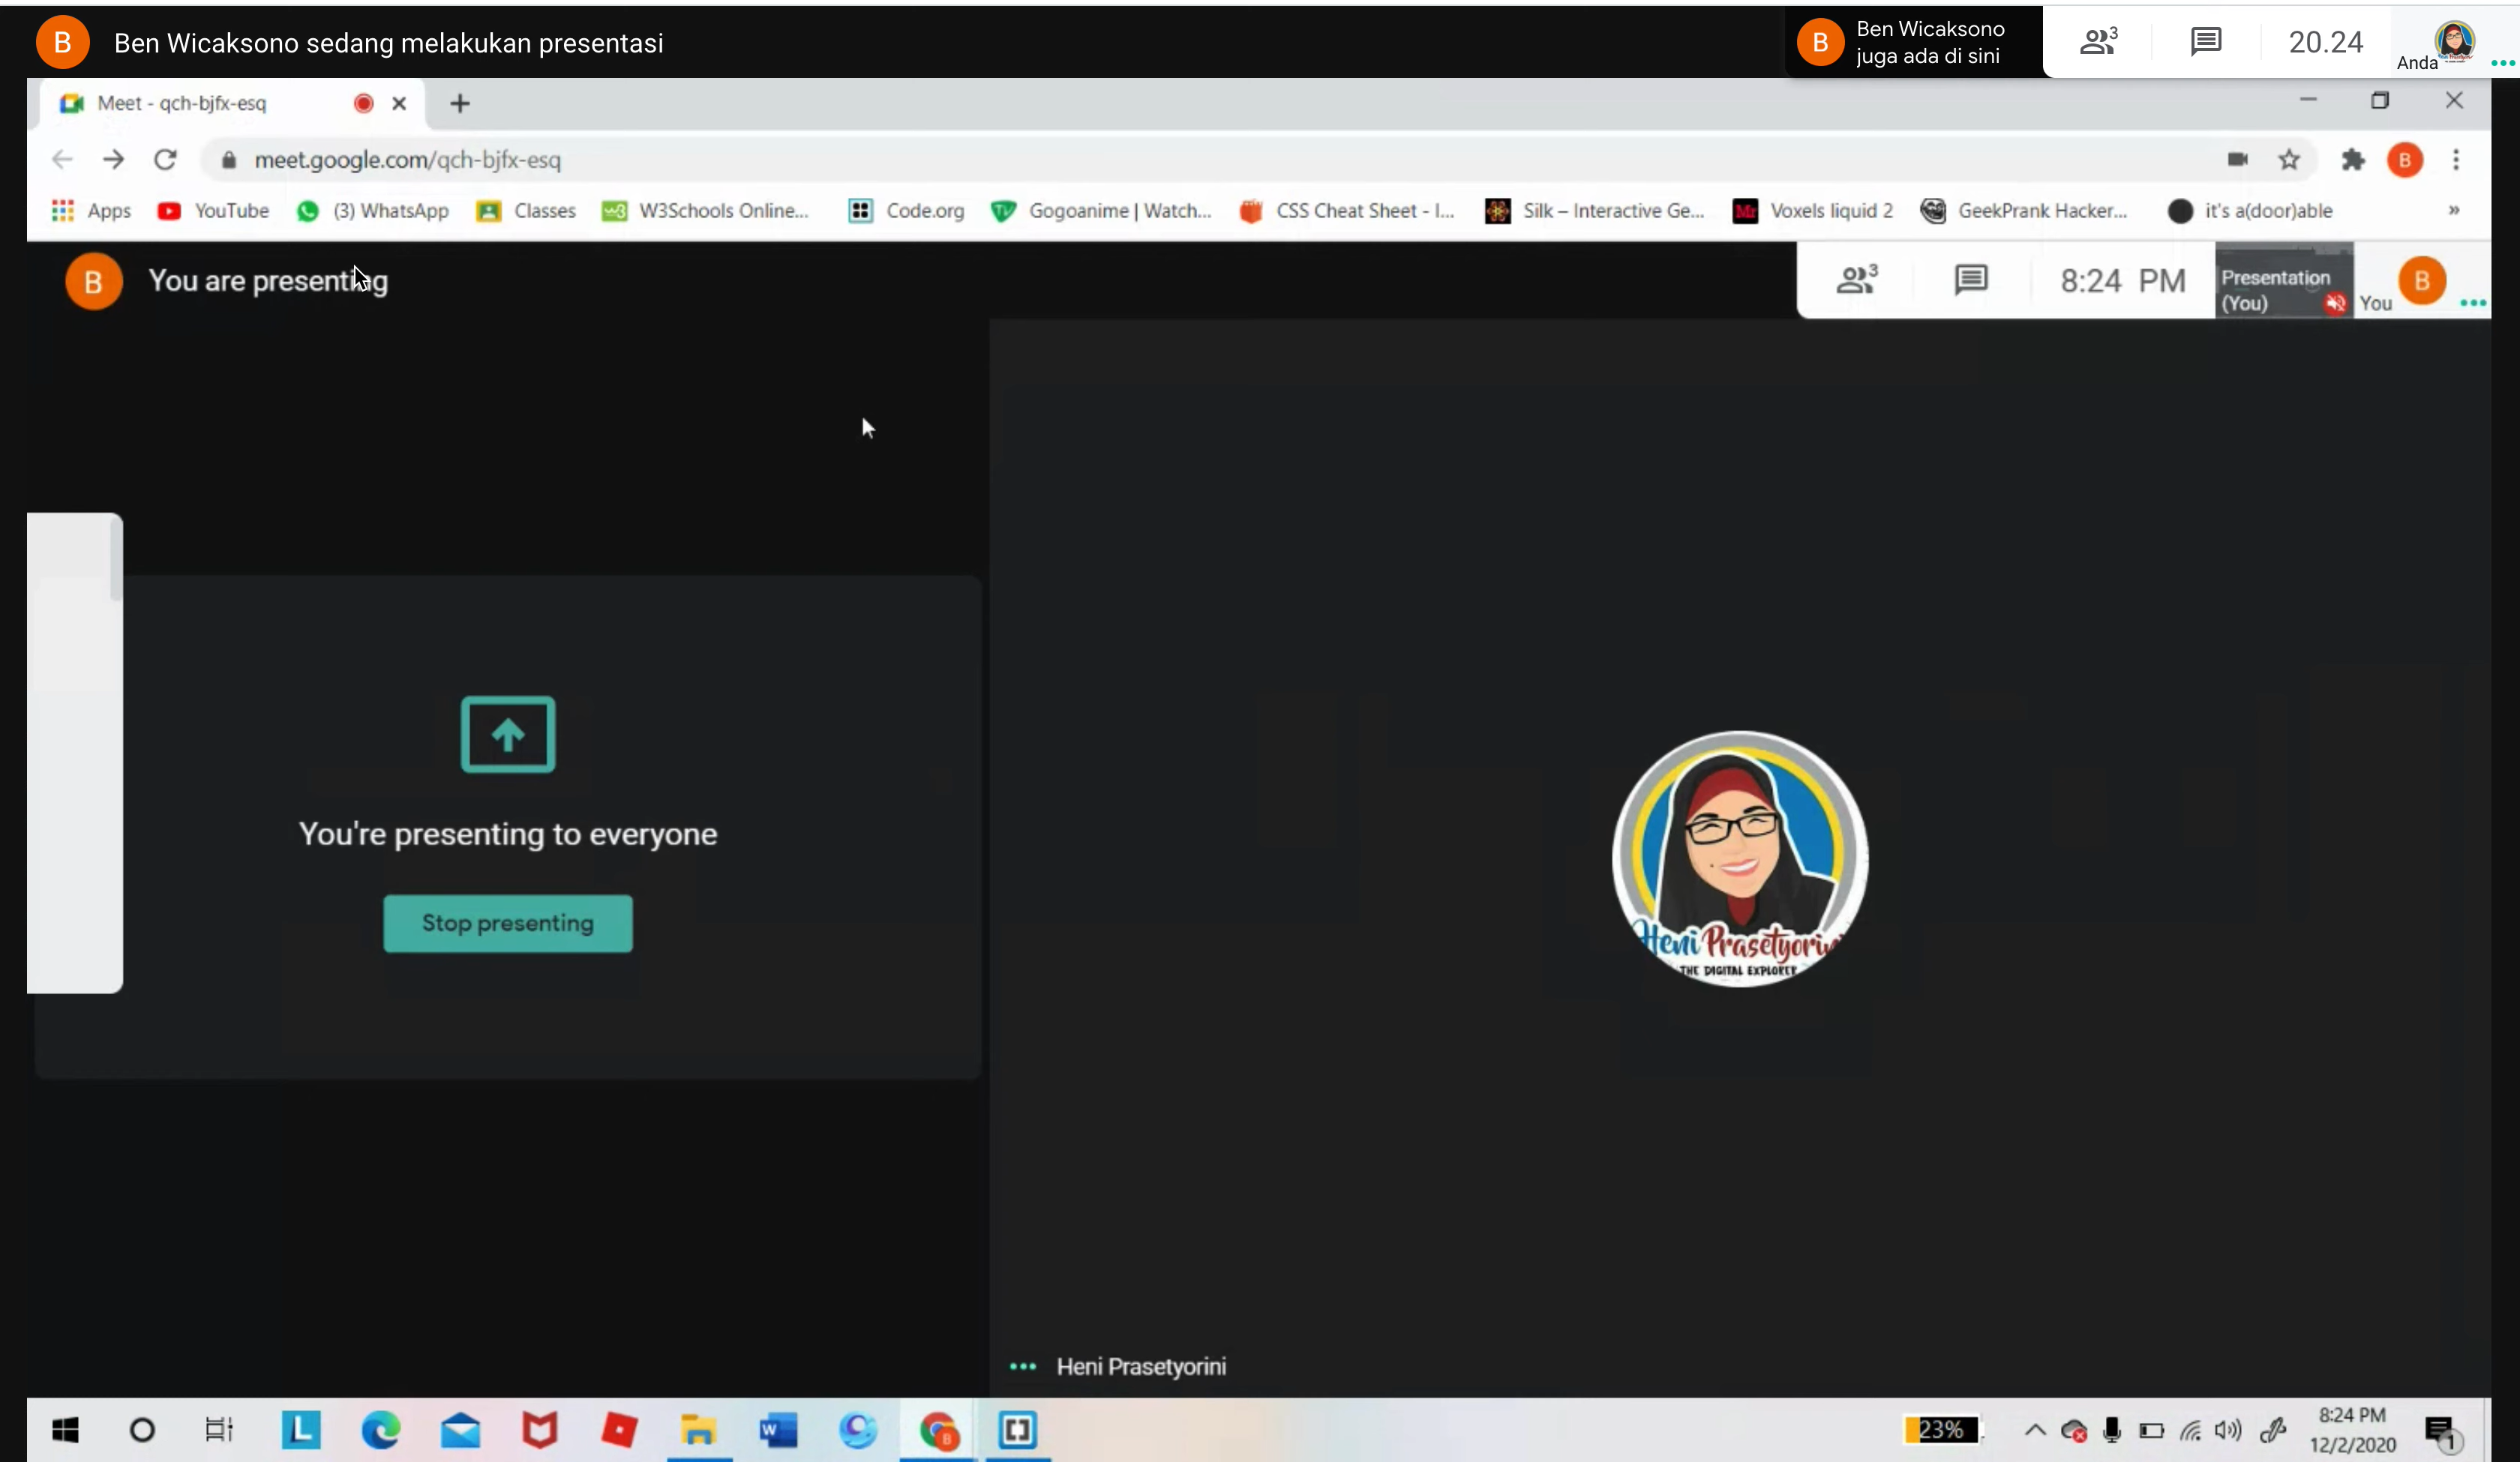 B Ben Wicaksono sedang melakukan presentasi
B Ben Wicaksono
juga ada di sini
3
20.24
Anda
Meet - qch-bjfx-esq
meet.google.com/qch-bjfx-esq
B
Apps YouTube (3) WhatsApp Classes W3Schools Online... Code.org Gogoanime | Watch... CSS Cheat Sheet - I... Silk – Interactive Ge... Voxels liquid 2 GeekPrank Hacker... it's a(door)able »
B You are presenting
3
8:24 PM
Presentation
(You)
You
B
You're presenting to everyone
Stop presenting
Heni Prasetyorin
THE DIGITAL EXPLORER
Heni Prasetyorini
23%
8:24 PM
12/2/2020
1